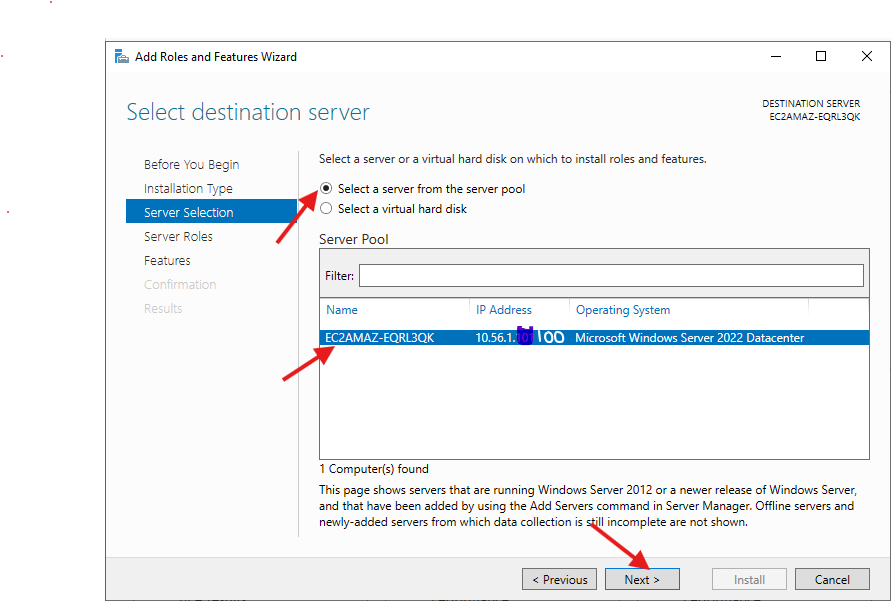 Add Roles and Features Wizard
Select destination server
DESTINATION SERVER
EC2AMAZ-EQRL3QK
Before You Begin
Installation Type
Server Selection
Server Roles
Features
Confirmation
Results
Select a server or a virtual hard disk on which to install roles and features.
Select a server from the server pool
Select a virtual hard disk
Server Pool
Filter:
Name IP Address Operating System
EC2AMAZ-EQRL3QK 10.56.1.100 Microsoft Windows Server 2022 Datacenter
1 Computer(s) found
This page shows servers that are running Windows Server 2012 or a newer release of Windows Server,
and that have been added by using the Add Servers command in Server Manager. Offline servers and
newly-added servers from which data collection is still incomplete are not shown.
< Previous Next > Install Cancel